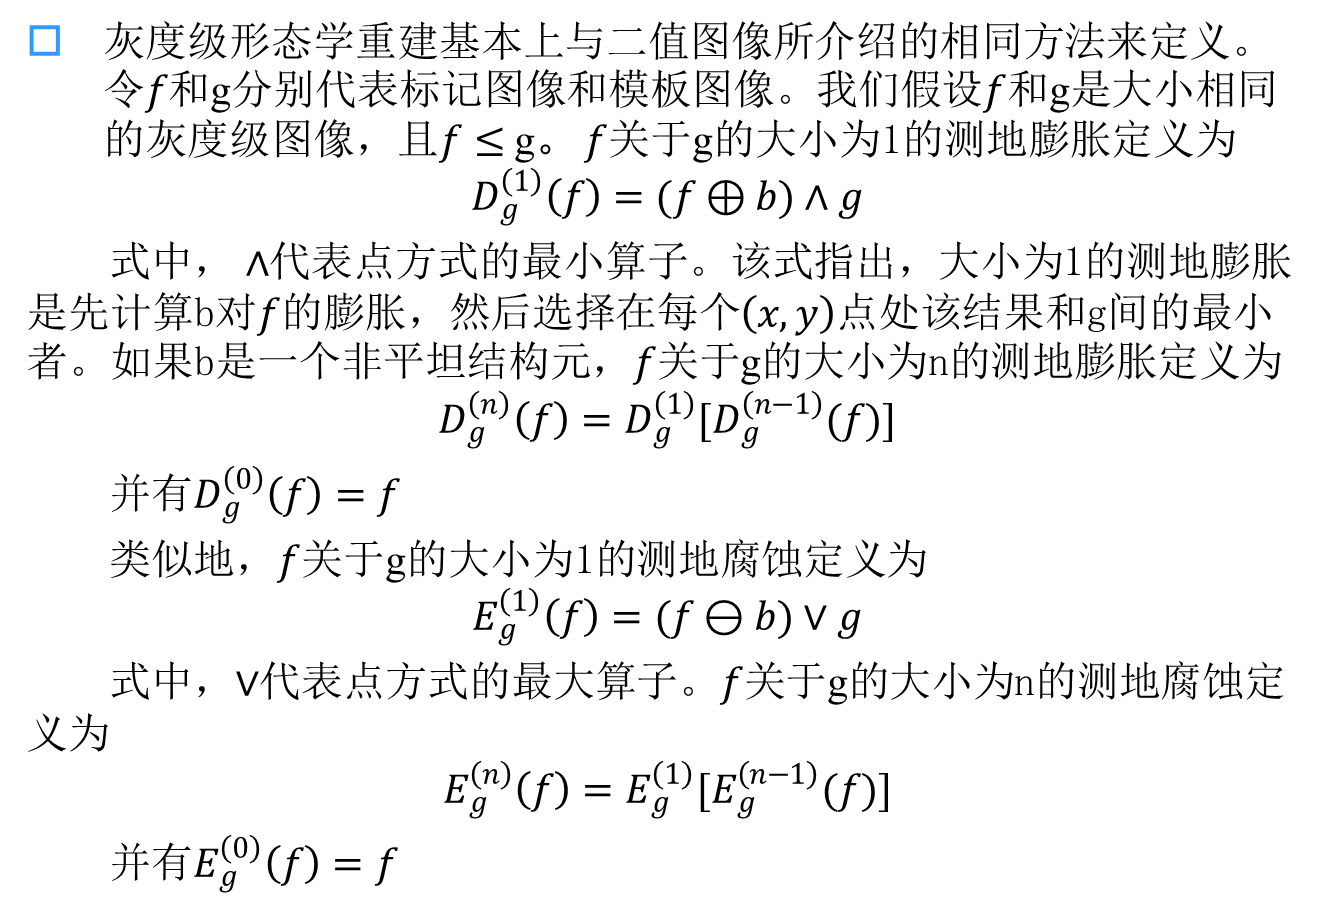 灰度级形态学重建基本上与二值图像所介绍的相同方法来定义。
令f和g分别代表标记图像和模板图像。我们假设f和g是大小相同
的灰度级图像，且f ≤ g。f关于g的大小为1的测地膨胀定义为
D_g^{(1)}(f) = (f ⊕ b) ∧ g
式中， ∧代表点方式的最小算子。该式指出，大小为1的测地膨胀
是先计算b对f的膨胀，然后选择在每个(x, y)点处该结果和g间的最小
者。如果b是一个非平坦结构元，f关于g的大小为n的测地膨胀定义为
D_g^{(n)}(f) = D_g^{(1)}[D_g^{(n−1)}(f)]
并有D_g^{(0)}(f) = f
类似地，f关于g的大小为1的测地腐蚀定义为
E_g^{(1)}(f) = (f ⊖ b) ∨ g
式中，∨代表点方式的最大算子。f关于g的大小为n的测地腐蚀定
义为
E_g^{(n)}(f) = E_g^{(1)}[E_g^{(n−1)}(f)]
并有E_g^{(0)}(f) = f